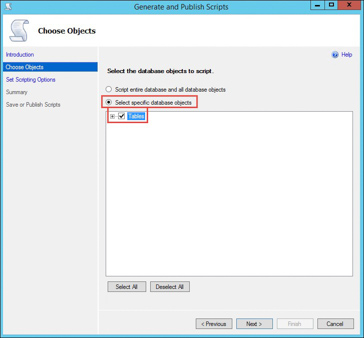 Generate and Publish Scripts
Choose Objects
Introduction
Choose Objects
Set Scripting Options
Summary
Save or Publish Scripts
Help
Select the database objects to script.
Script entire database and all database objects
Select specific database objects
Tables
Select All
Deselect All
< Previous
Next >
Finish
Cancel